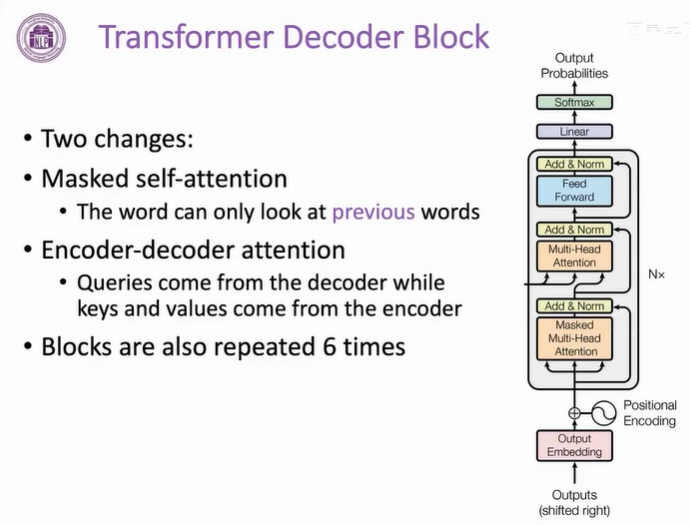 Transformer Decoder Block
• Two changes:
• Masked self-attention
• The word can only look at previous words
• Encoder-decoder attention
• Queries come from the decoder while
keys and values come from the encoder
• Blocks are also repeated 6 times
Output
Probabilities
Softmax
Linear
Add & Norm
Feed
Forward
Add & Norm
Multi-Head
Attention
Nx
Add & Norm
Masked
Multi-Head
Attention
Positional
Encoding
Output
Embedding
Outputs
(shifted right)